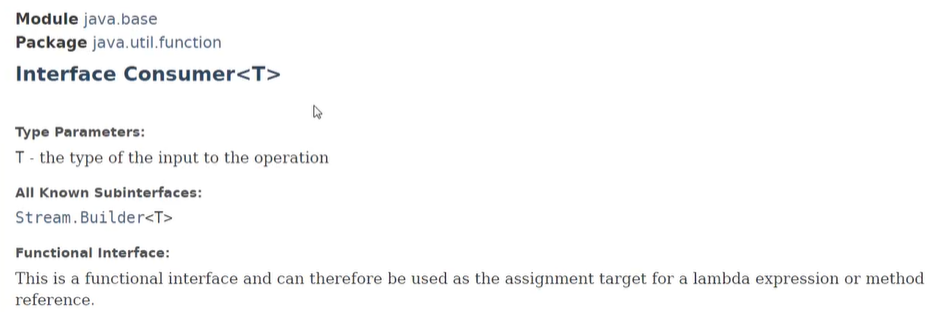 Module java.base
Package java.util.function
Interface Consumer<T>
Type Parameters:
T - the type of the input to the operation
All Known Subinterfaces:
Stream.Builder<T>
Functional Interface:
This is a functional interface and can therefore be used as the assignment target for a lambda expression or method
reference.